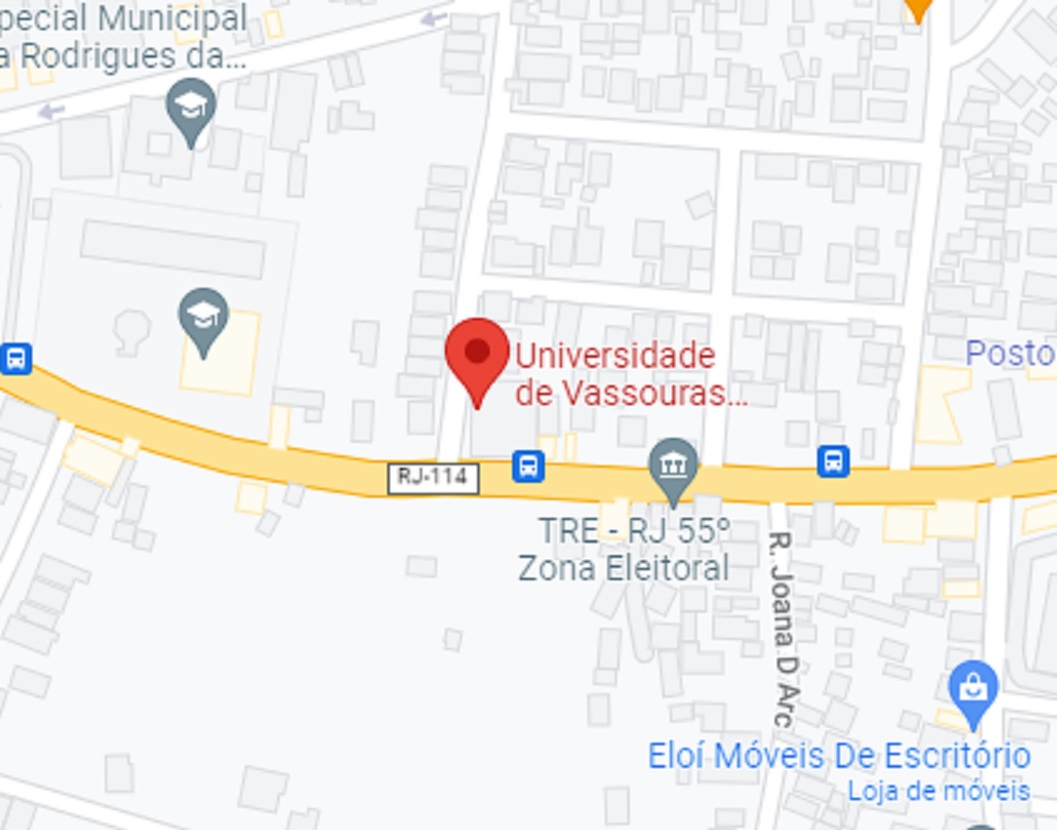 pecial Municipal
a Rodrigues da...
Universidade
de Vassouras...
Posto
RJ-114
TRE - RJ 55º
Zona Eleitoral
R. Joana D Arc
Eloí Móveis De Escritório
Loja de móveis